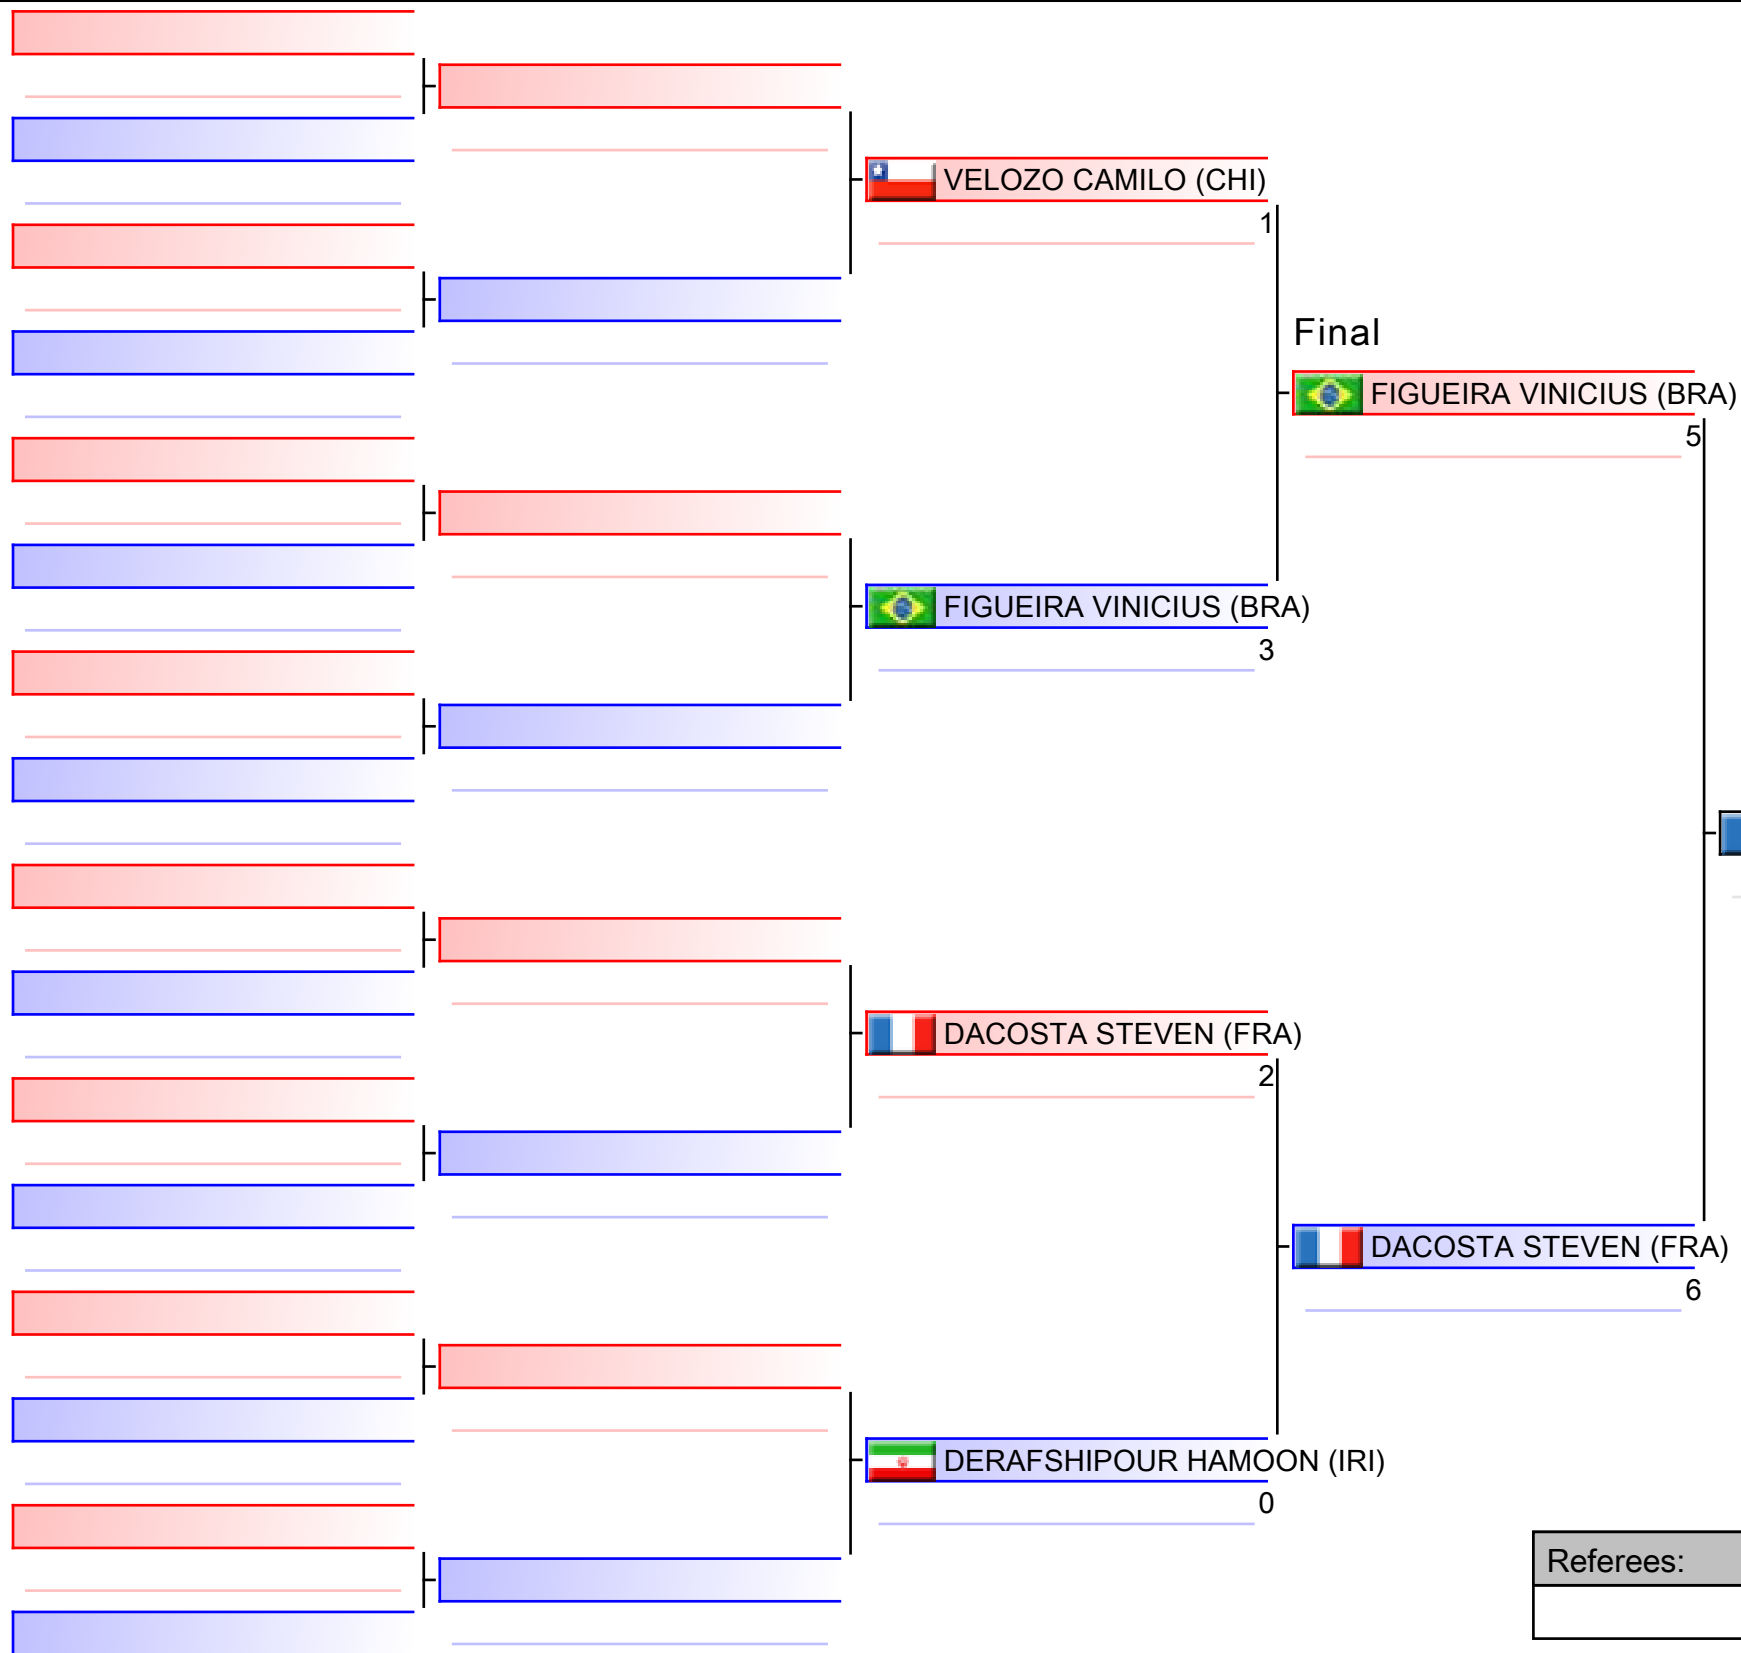 VELOZO CAMILO (CHI)
1
Final
FIGUEIRA VINICIUS (BRA)
5
FIGUEIRA VINICIUS (BRA)
3
DACOSTA STEVEN (FRA)
2
DACOSTA STEVEN (FRA)
6
DERAFSHIPOUR HAMOON (IRI)
0
Referees: